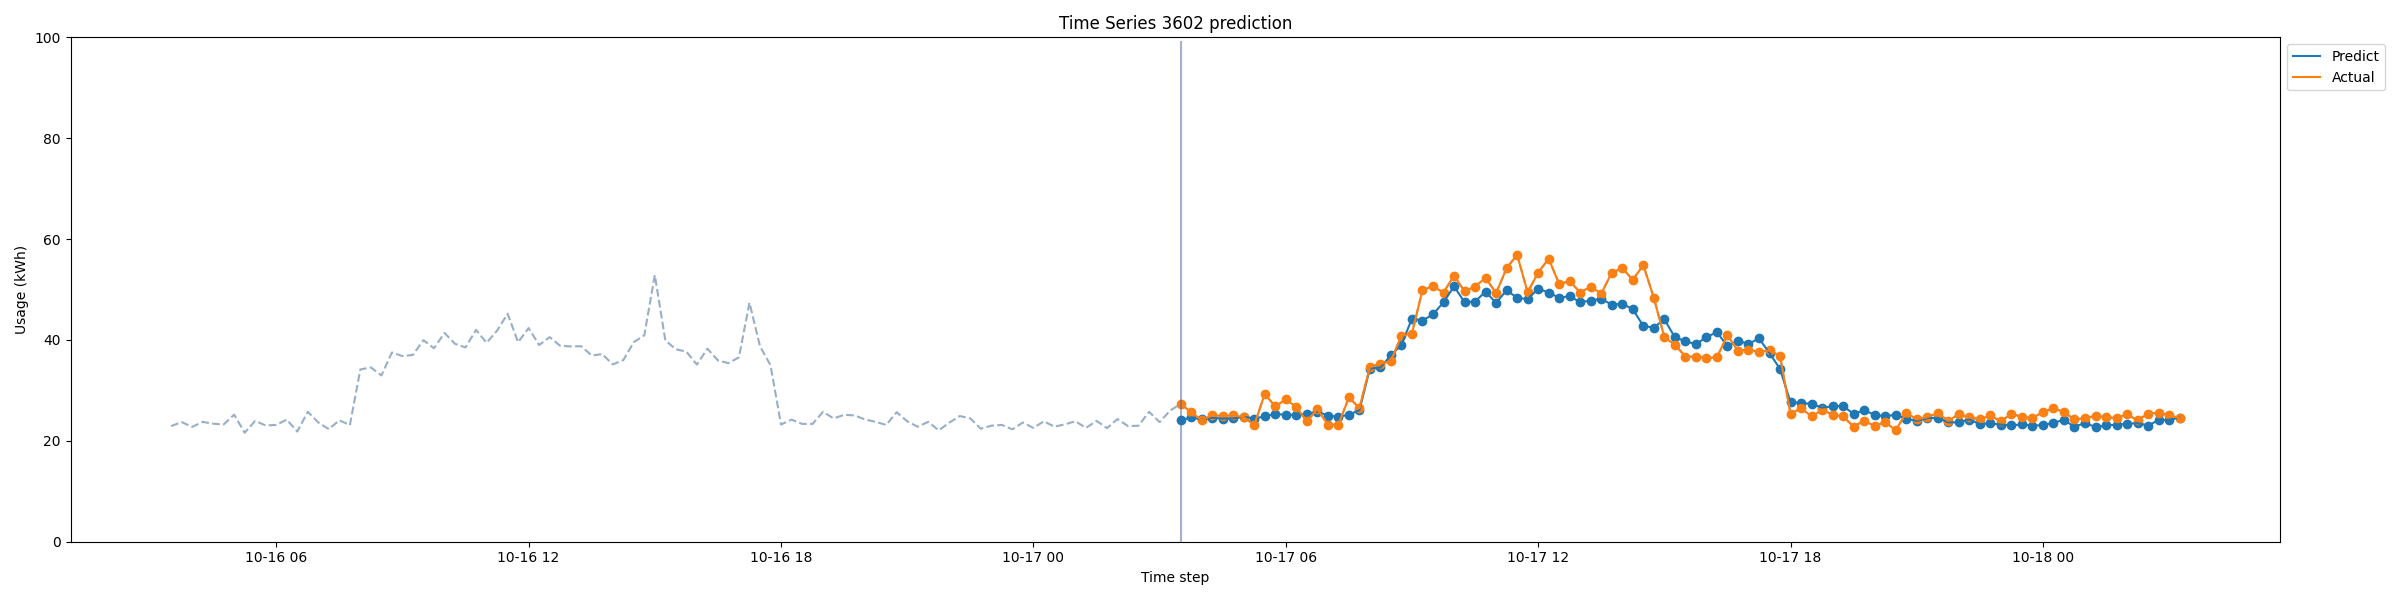 Time Series 3602 prediction
100
80
60
40
20
0
Usage (kWh)
10-16 06
10-16 12
10-16 18
10-17 00
10-17 06
10-17 12
10-17 18
10-18 00
Time step
Predict
Actual